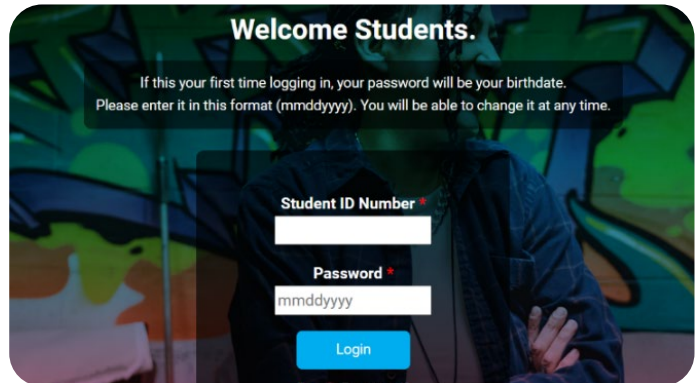 Welcome Students.
If this your first time logging in, your password will be your birthdate.
Please enter it in this format (mmddyyyy). You will be able to change it at any time.
Student ID Number *
Password *
mmddyyyy
Login